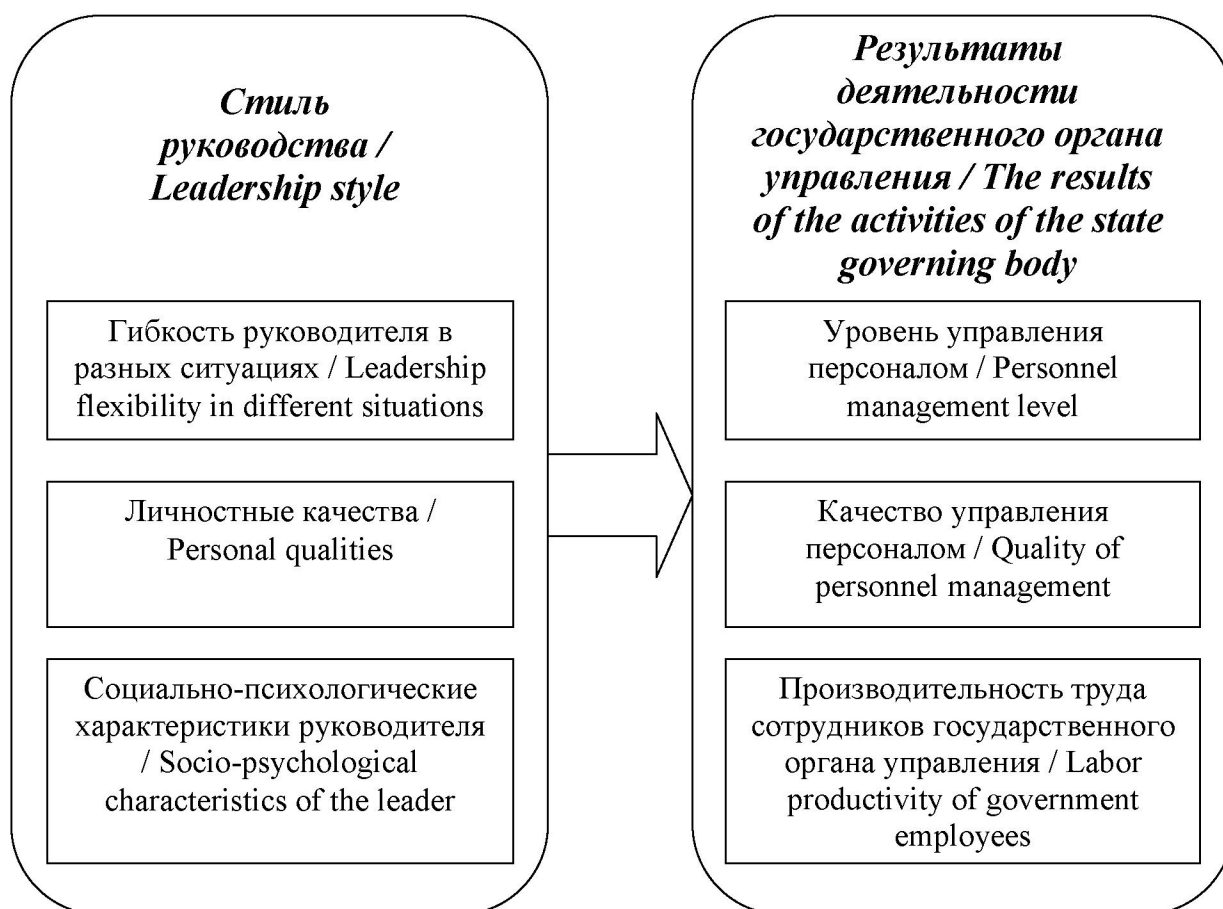 Стиль
руководства /
Leadership style
Гибкость руководителя в
разных ситуациях / Leadership
flexibility in different situations
Личностные качества /
Personal qualities
Социально-психологические
характеристики руководителя
/ Socio-psychological
characteristics of the leader
Результаты
деятельности
государственного органа
управления / The results
of the activities of the state
governing body
Уровень управления
персоналом / Personnel
management level
Качество управления
персоналом / Quality of
personnel management
Производительность труда
сотрудников государственного
органа управления / Labor
productivity of government
employees